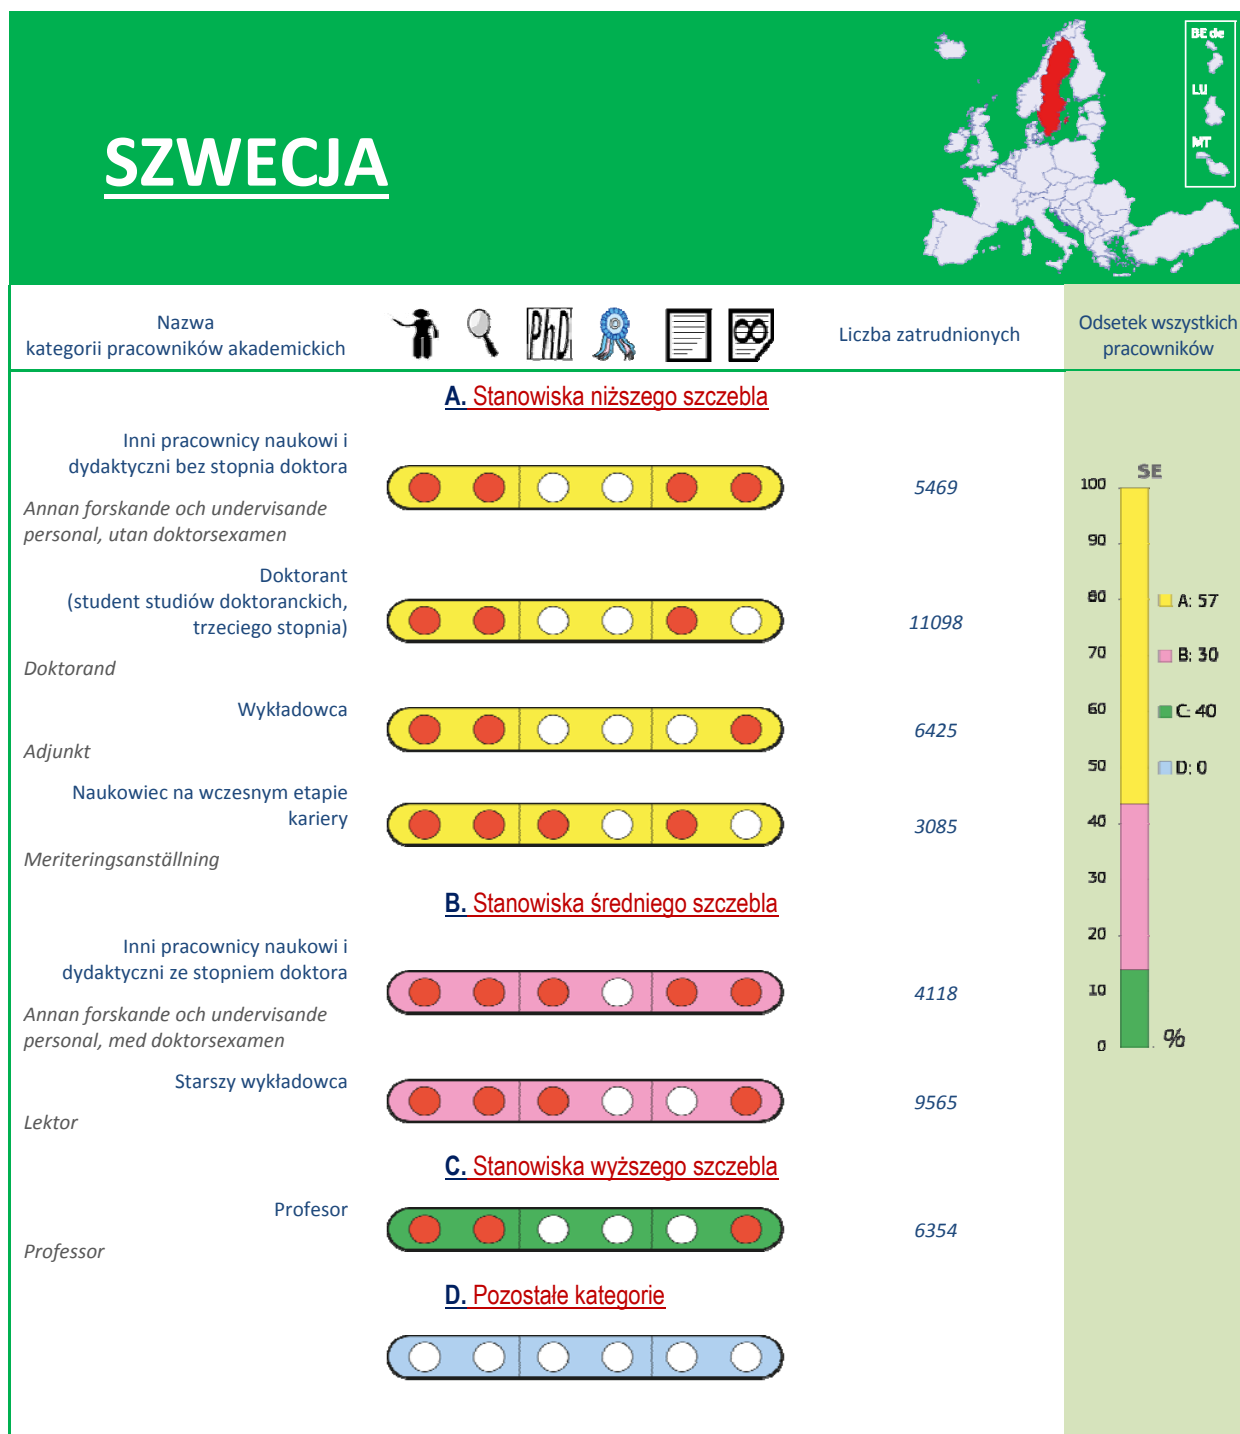 SZWECJA
BE de
LU
MT
Nazwa
kategorii pracowników akademickich
PhD
Liczba zatrudnionych
Odsetek wszystkich
pracowników
A. Stanowiska niższego szczebla
Inni pracownicy naukowi i
dydaktyczni bez stopnia doktora
Annan forskande och undervisande
personal, utan doktorsexamen
5469
Doktorant
(student studiów doktoranckich,
trzeciego stopnia)
Doktorand
11098
Wykładowca
Adjunkt
6425
Naukowiec na wczesnym etapie
kariery
Meriteringsanställning
3085
B. Stanowiska średniego szczebla
Inni pracownicy naukowi i
dydaktyczni ze stopniem doktora
Annan forskande och undervisande
personal, med doktorsexamen
4118
Starszy wykładowca
Lektor
9565
C. Stanowiska wyższego szczebla
Profesor
Professor
6354
D. Pozostałe kategorie
SE
100
90
80
70
60
50
40
30
20
10
0
%
A: 57
B: 30
C: 40
D: 0